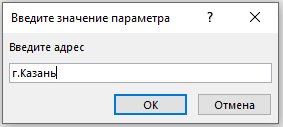 Введите значение параметра ? ×
Введите адрес
г.Казань
ОК Отмена